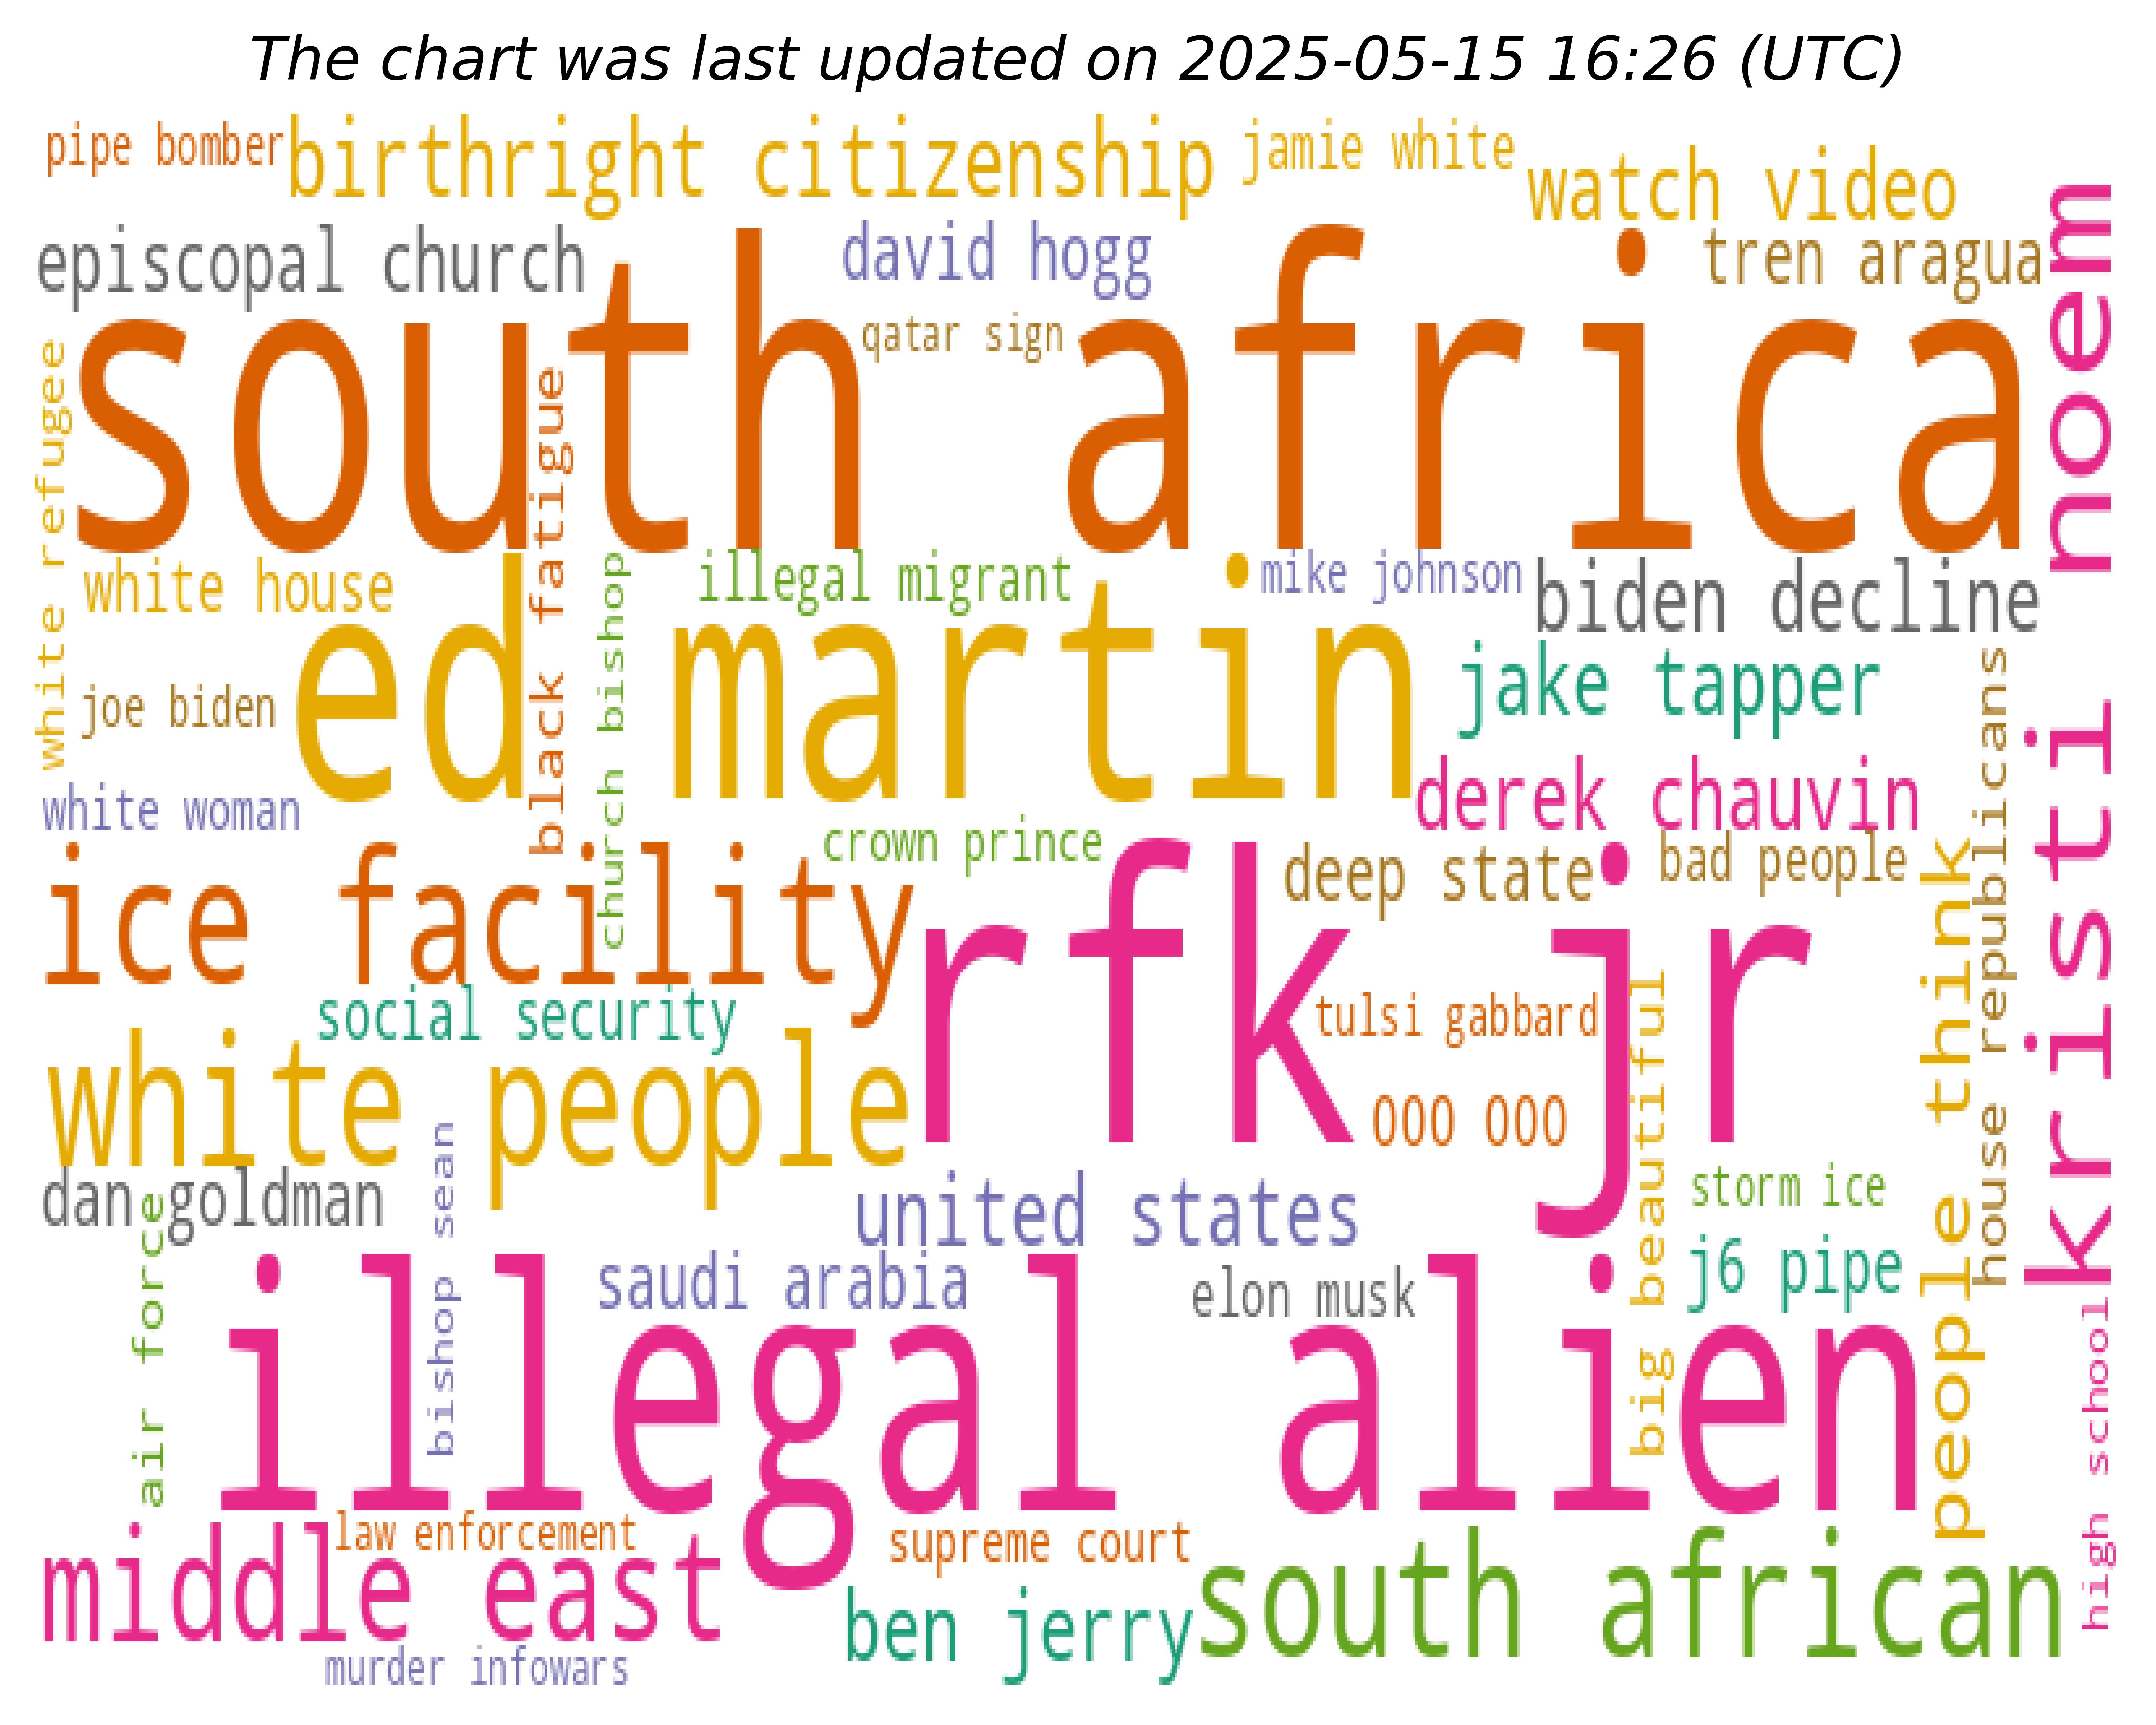 The chart was last updated on 2025-05-15 16:26 (UTC)
pipe bomber
birthright citizenship
jamie white
watch video
episcopal church
david hogg
tren aragua
south africa
qatar sign
kristi noem
white refugee
black fatigue
white house
church bishop
illegal migrant
mike johnson
biden decline
ed martin
jake tapper
joe biden
house republicans
white woman
derek chauvin
crown prince
deep state
bad people
people think
ice facility
rfk jr
social security
tulsi gabbard
big beautiful
white people
000 000
bishop sean
dan goldman
united states
storm ice
air force
saudi arabia
elon musk
j6 pipe
illegal alien
high school
law enforcement
supreme court
middle east
ben jerry
south african
murder infowars